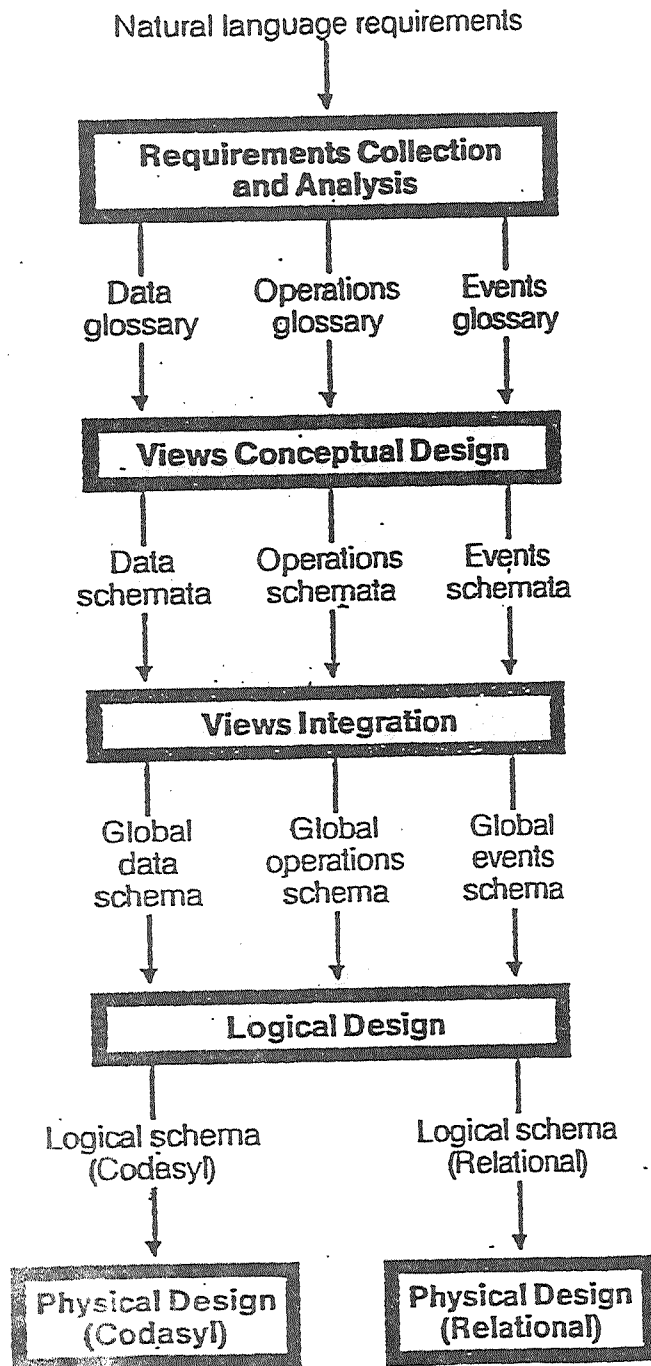 Natural language requirements
Requirements Collection
and Analysis
Data
glossary
Operations
glossary
Events
glossary
Views Conceptual Design
Data
schemata
Operations
schemata
Events
schemata
Views Integration
Global
data
schema
Global
operations
schema
Global
events
schema
Logical Design
Logical schema
(Codasyl)
Logical schema
(Relational)
Physical Design
(Codasyl)
Physical Design
(Relational)